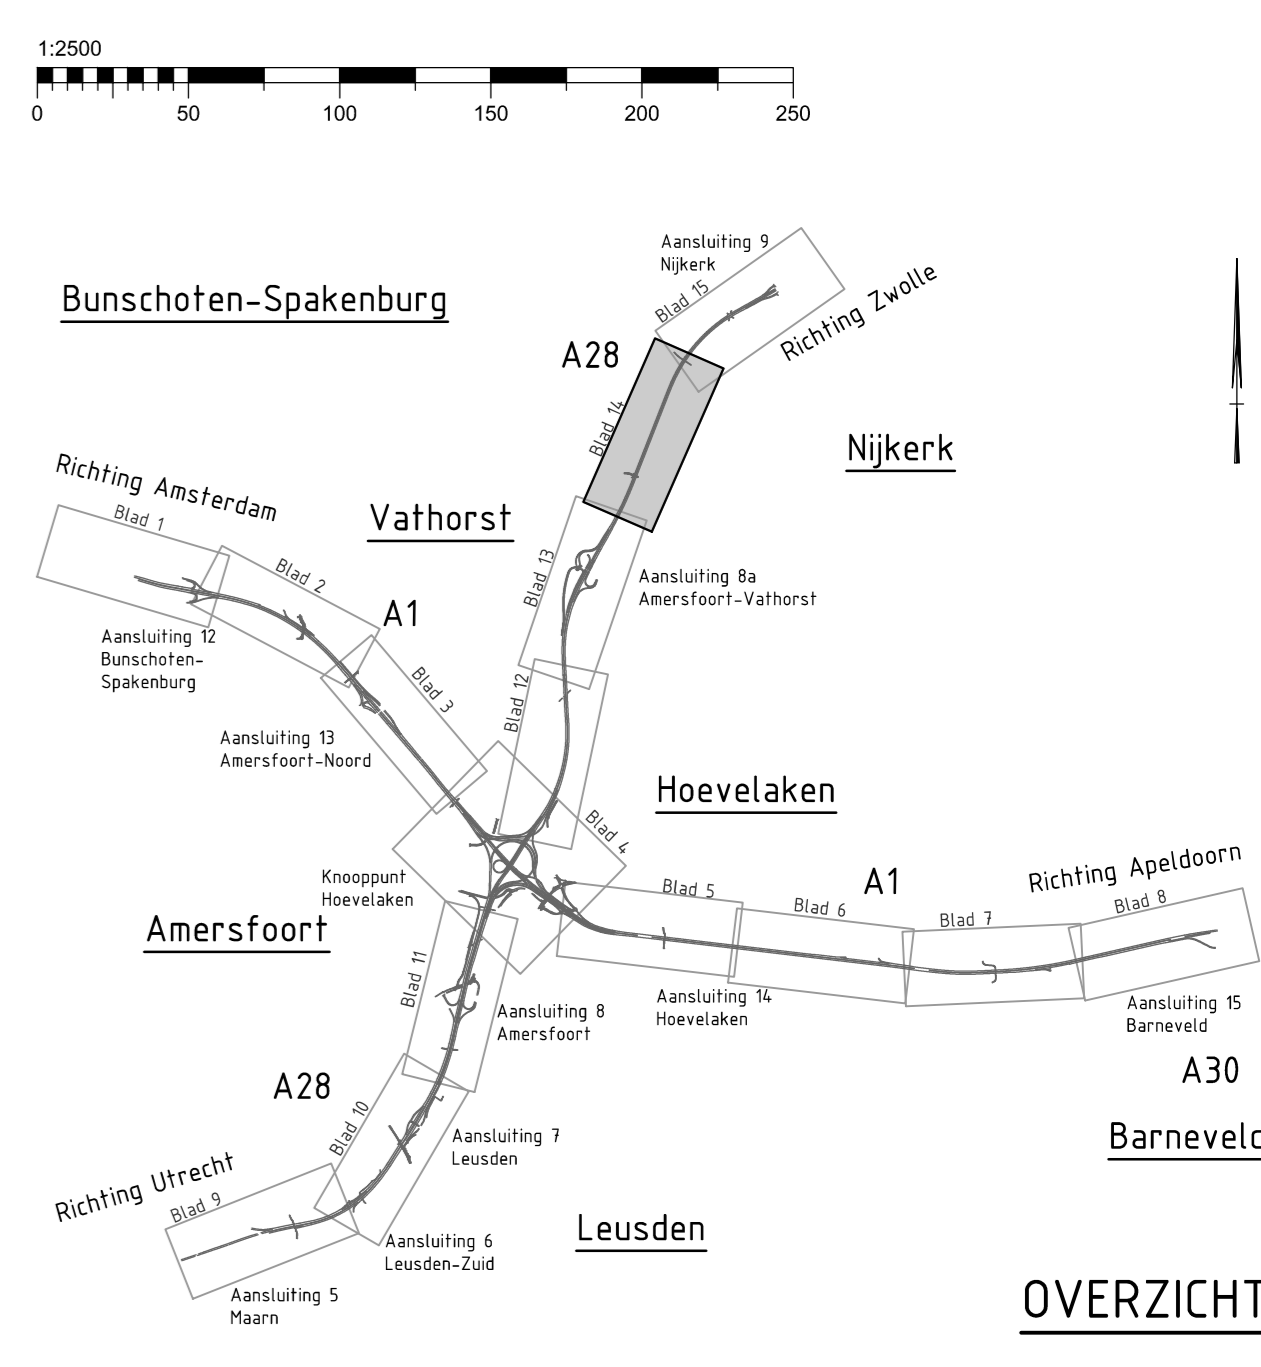 1:2500
0 50 100 150 200 250
Aansluiting 9
Nijkerk
Blad 15
Richting Zwolle
Bunschoten-Spakenburg
A28
Blad 14
Nijkerk
Richting Amsterdam
Blad 1
Vathorst
Blad 2
Blad 13
Aansluiting 8a
Amersfoort-Vathorst
A1
Aansluiting 12
Bunschoten-
Spakenburg
Blad 3
Blad 12
Aansluiting 13
Amersfoort-Noord
Hoevelaken
Blad 4
Knooppunt
Hoevelaken
Blad 5
A1
Richting Apeldoorn
Blad 6
Blad 7
Blad 8
Amersfoort
Blad 11
Aansluiting 8
Amersfoort
Aansluiting 14
Hoevelaken
Aansluiting 15
Barneveld
A30
A28
Blad 10
Aansluiting 7
Leusden
Barneveld
Richting Utrecht
Blad 9
Leusden
Aansluiting 6
Leusden-Zuid
Aansluiting 5
Maarn
OVERZICHT